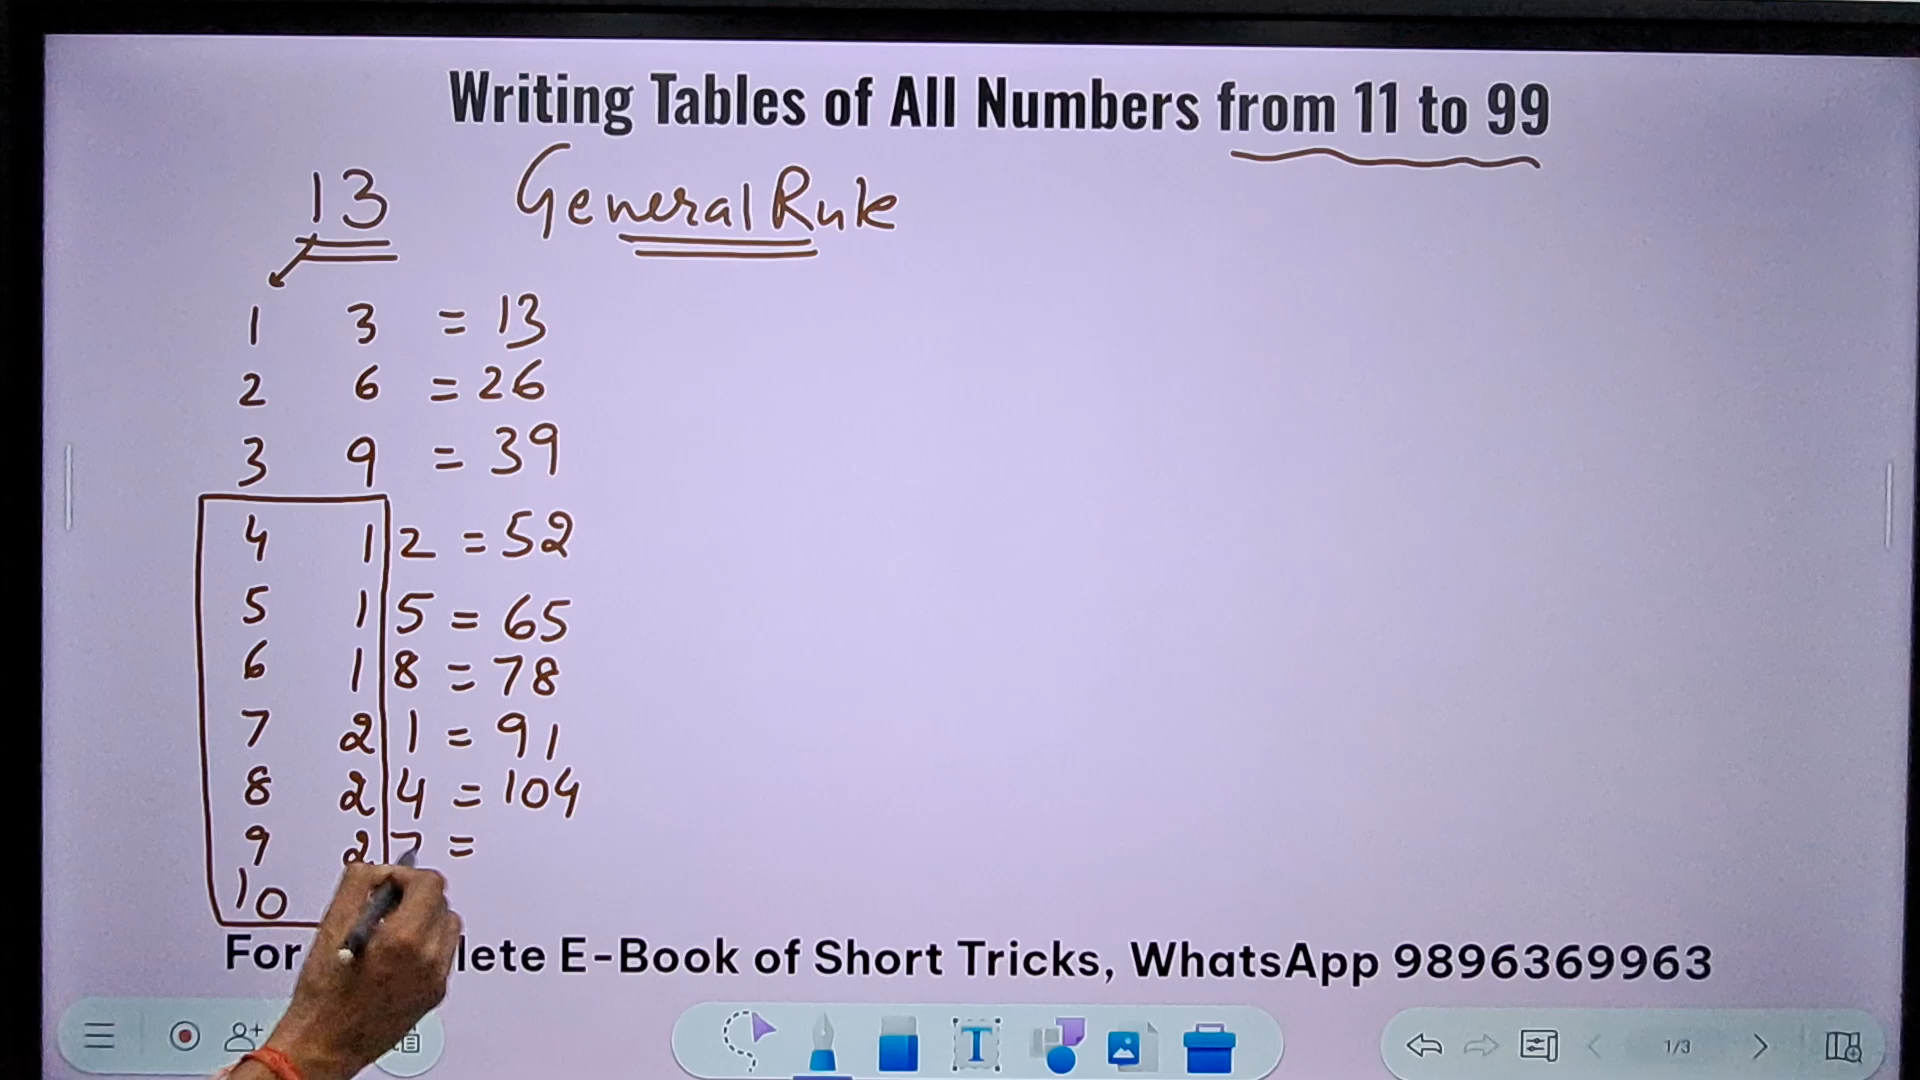 Writing Tables of All Numbers from 11 to 99
13 General Rule
1 3 = 13
2 6 = 26
3 9 = 39
4 1 2 = 52
5 1 5 = 65
6 1 8 = 78
7 2 1 = 91
8 2 4 = 104
9 2 7 =
10
For lete E-Book of Short Tricks, WhatsApp 9896369963
T 1/3